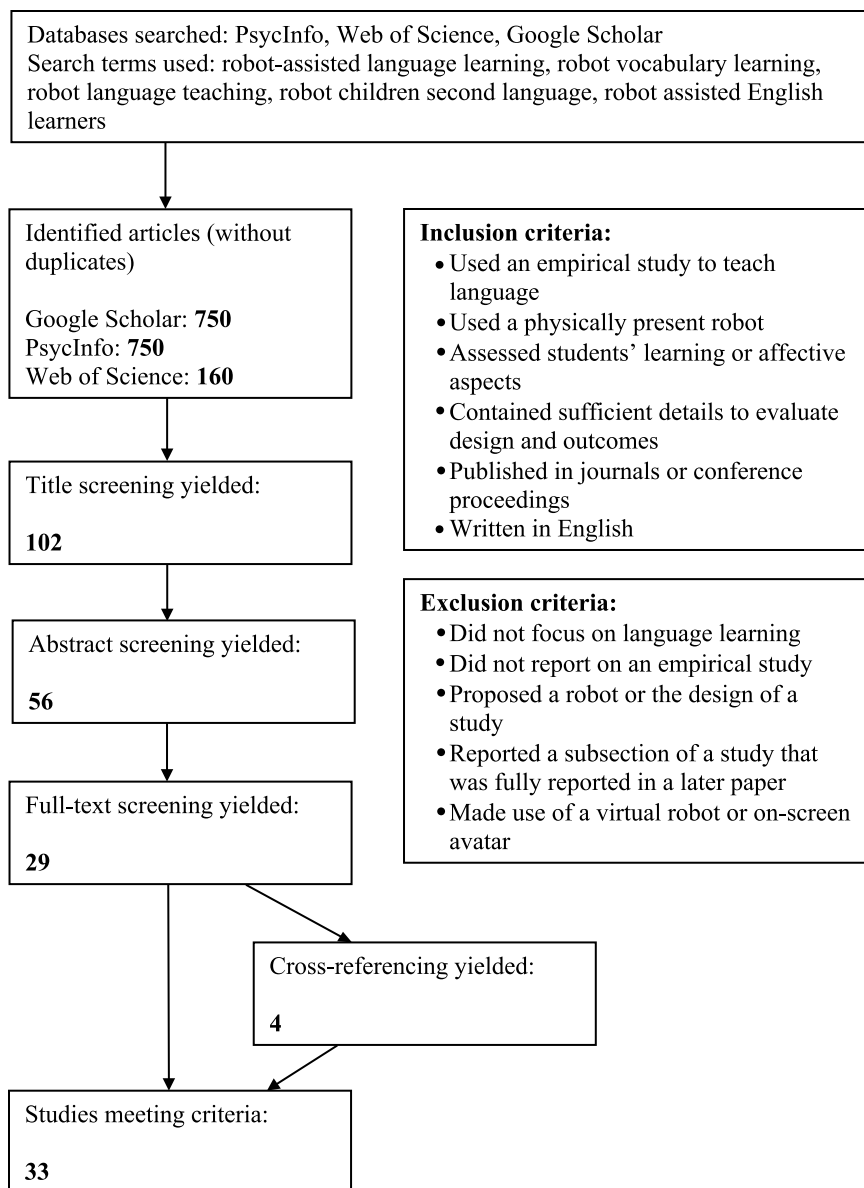 Databases searched: PsycInfo, Web of Science, Google Scholar
Search terms used: robot-assisted language learning, robot vocabulary learning,
robot language teaching, robot children second language, robot assisted English
learners
Identified articles (without
duplicates)
Google Scholar: 750
PsycInfo: 750
Web of Science: 160
Title screening yielded:
102
Abstract screening yielded:
56
Full-text screening yielded:
29
Cross-referencing yielded:
4
Studies meeting criteria:
33
Inclusion criteria:
• Used an empirical study to teach
language
• Used a physically present robot
• Assessed students’ learning or affective
aspects
• Contained sufficient details to evaluate
design and outcomes
• Published in journals or conference
proceedings
• Written in English
Exclusion criteria:
• Did not focus on language learning
• Did not report on an empirical study
• Proposed a robot or the design of a
study
• Reported a subsection of a study that
was fully reported in a later paper
• Made use of a virtual robot or on-screen
avatar